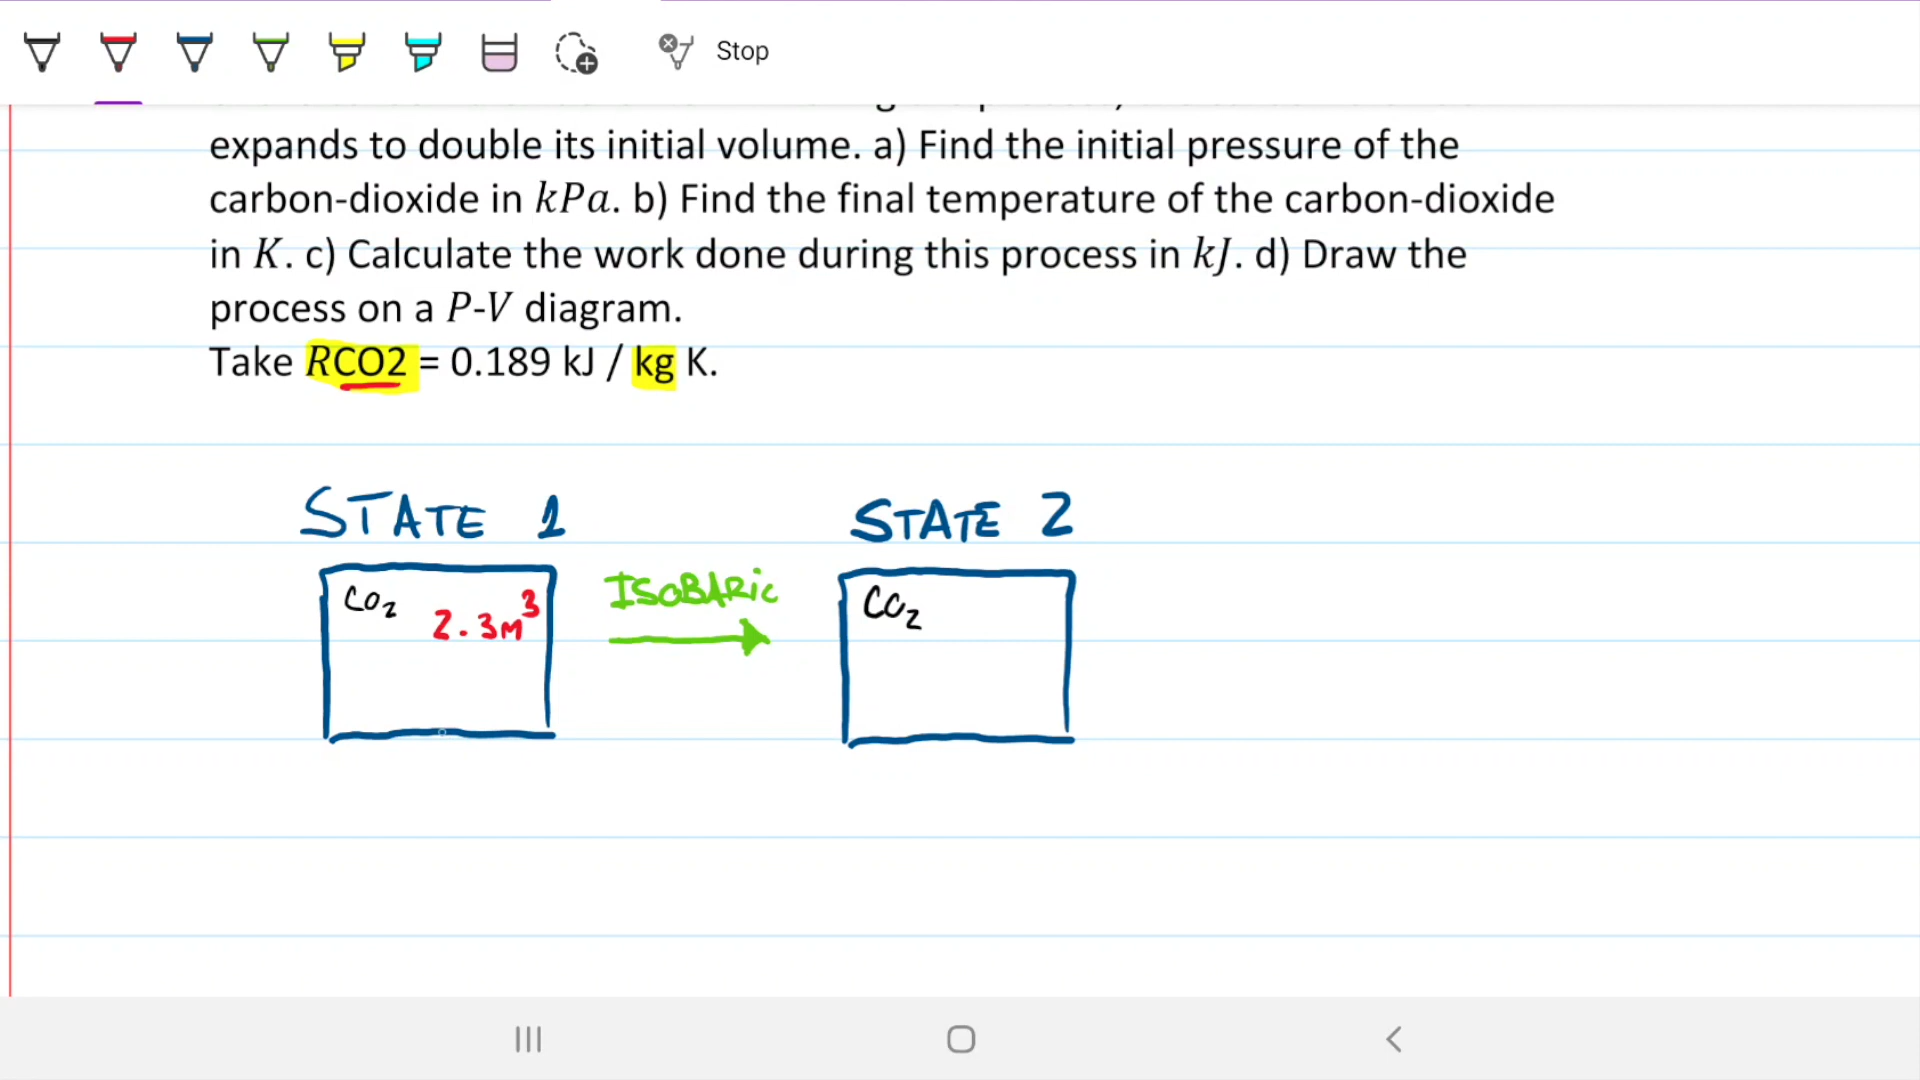 Stop
expands to double its initial volume. a) Find the initial pressure of the
carbon-dioxide in kPa. b) Find the final temperature of the carbon-dioxide
in K. c) Calculate the work done during this process in kJ. d) Draw the
process on a P-V diagram.
Take RCO2 = 0.189 kJ / kg K.
STATE 1
STATE 2
CO₂
2.3M³
ISOBARiC
CO₂